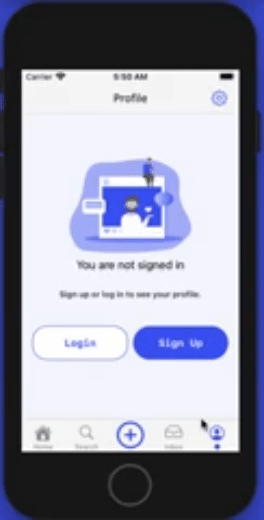 Carrier 5:50 AM
Profile
You are not signed in
Sign up or log in to see your profile.
Login Sign Up
Home Search Inbox